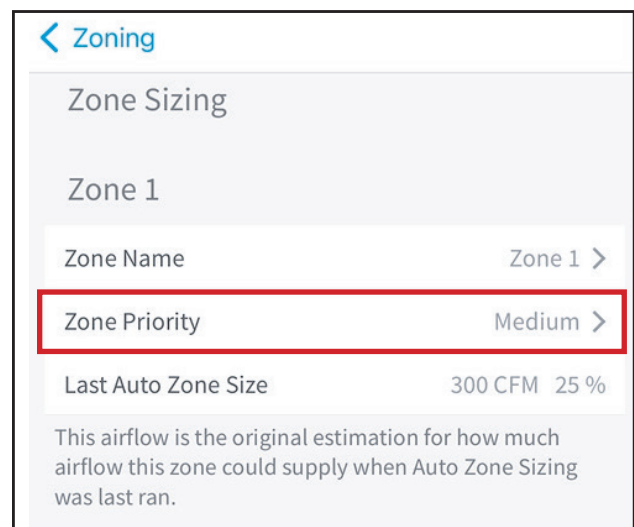 Zoning
Zone Sizing
Zone 1
Zone Name Zone 1
Zone Priority Medium
Last Auto Zone Size 300 CFM 25 %
This airflow is the original estimation for how much
airflow this zone could supply when Auto Zone Sizing
was last ran.